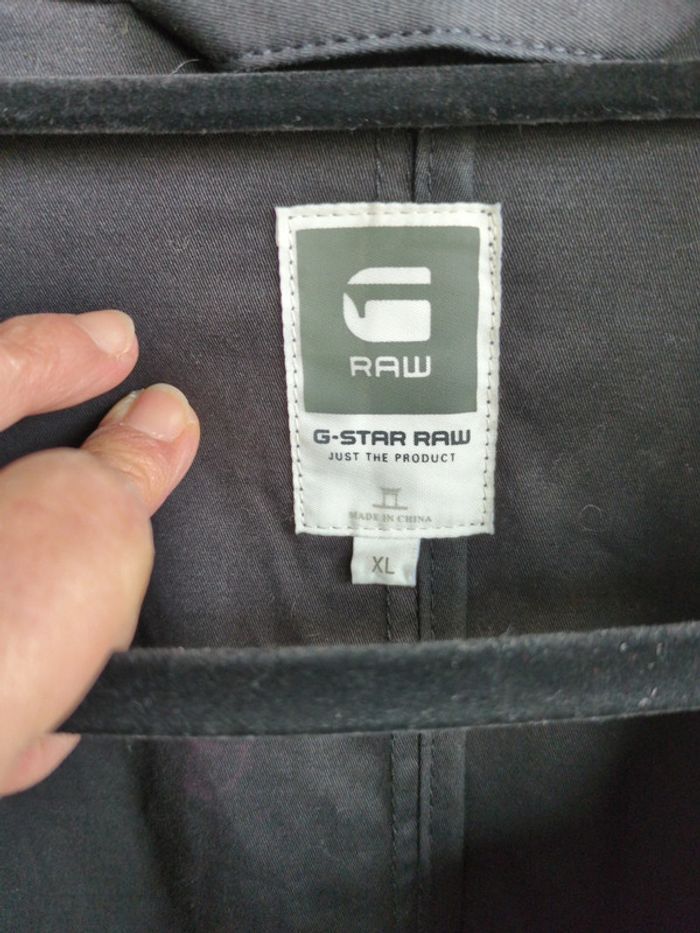 RAW
G-STAR RAW
JUST THE PRODUCT
MADE IN CHINA
XL